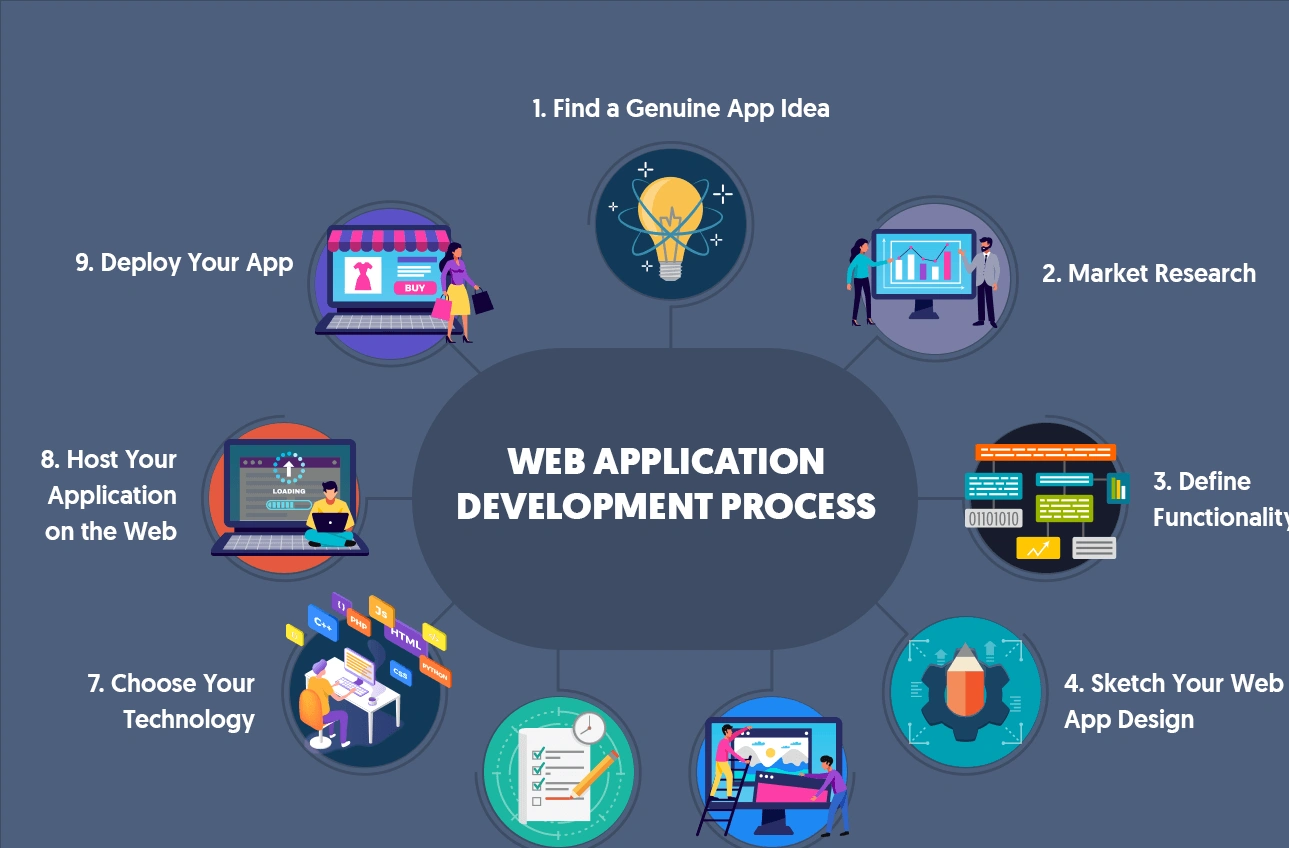 1. Find a Genuine App Idea
9. Deploy Your App
BUY
2. Market Research
WEB APPLICATION
DEVELOPMENT PROCESS
8. Host Your
Application
on the Web
LOADING
3. Define
Functionality
01101010
7. Choose Your
Technology
{}
C++
PHP
Js
HTML
</>
CSS
PYTHON
4. Sketch Your Web
App Design